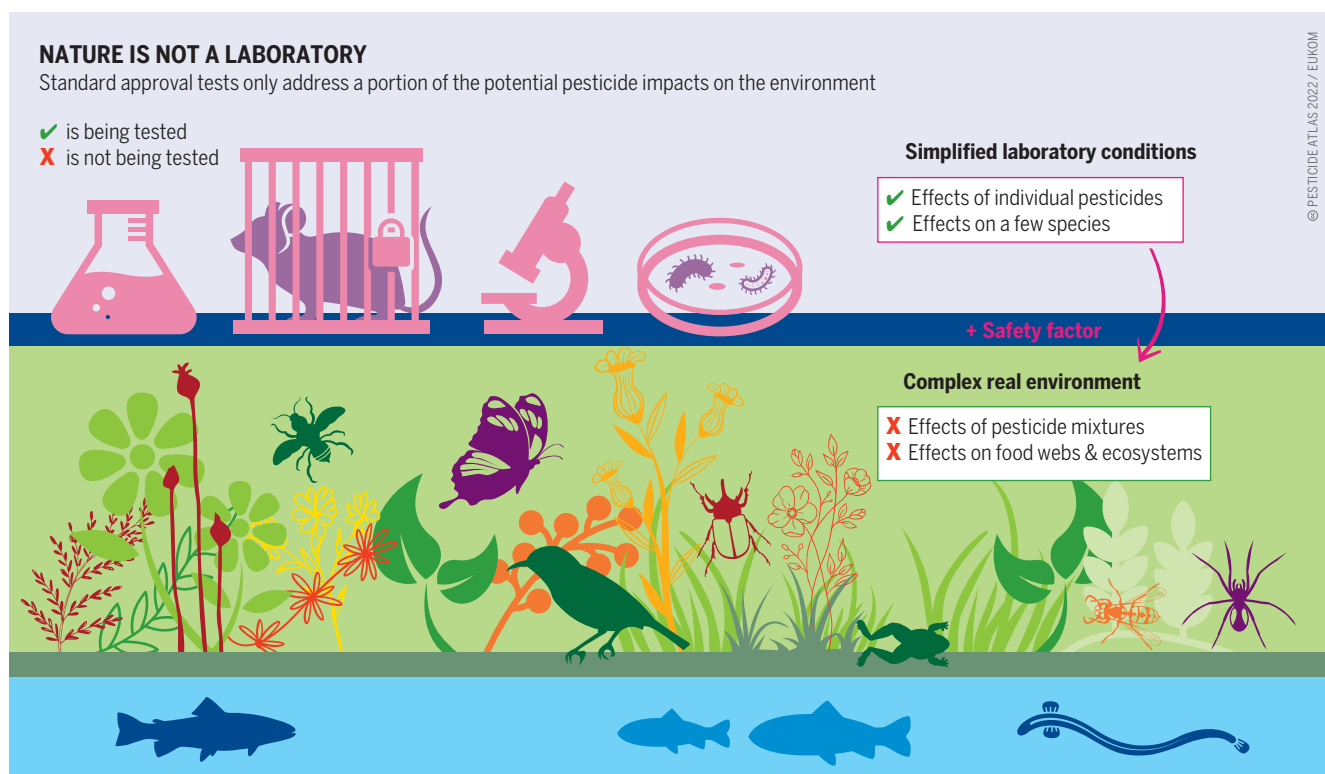 NATURE IS NOT A LABORATORY
Standard approval tests only address a portion of the potential pesticide impacts on the environment
✔ is being tested
X is not being tested
Simplified laboratory conditions
✔ Effects of individual pesticides
✔ Effects on a few species
+ Safety factor
Complex real environment
X Effects of pesticide mixtures
X Effects on food webs & ecosystems
🅭 PESTICIDE ATLAS 2022 / EUKOM